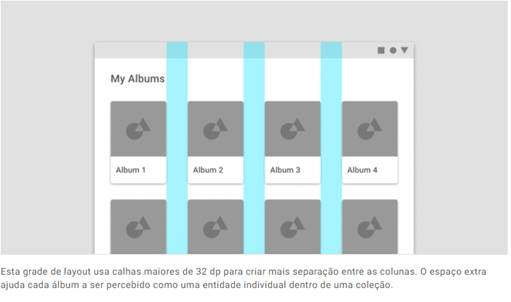 My Albums
Album 1
Album 2
Album 3
Album 4
Esta grade de layout usa calhas maiores de 32 dp para criar mais separação entre as colunas. O espaço extra
ajuda cada álbum a ser percebido como uma entidade individual dentro de uma coleção.